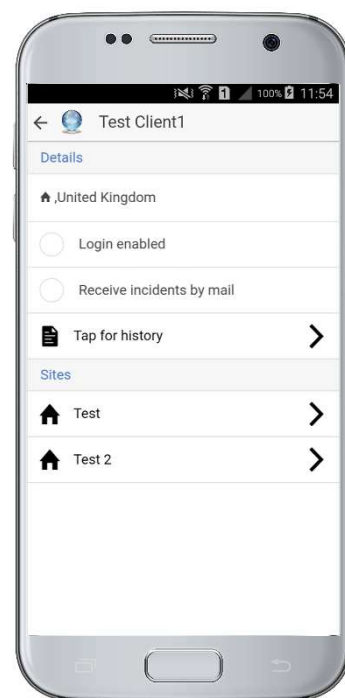 1 100% 11:54
Test Client1
Details
,United Kingdom
Login enabled
Receive incidents by mail
Tap for history
Sites
Test
Test 2